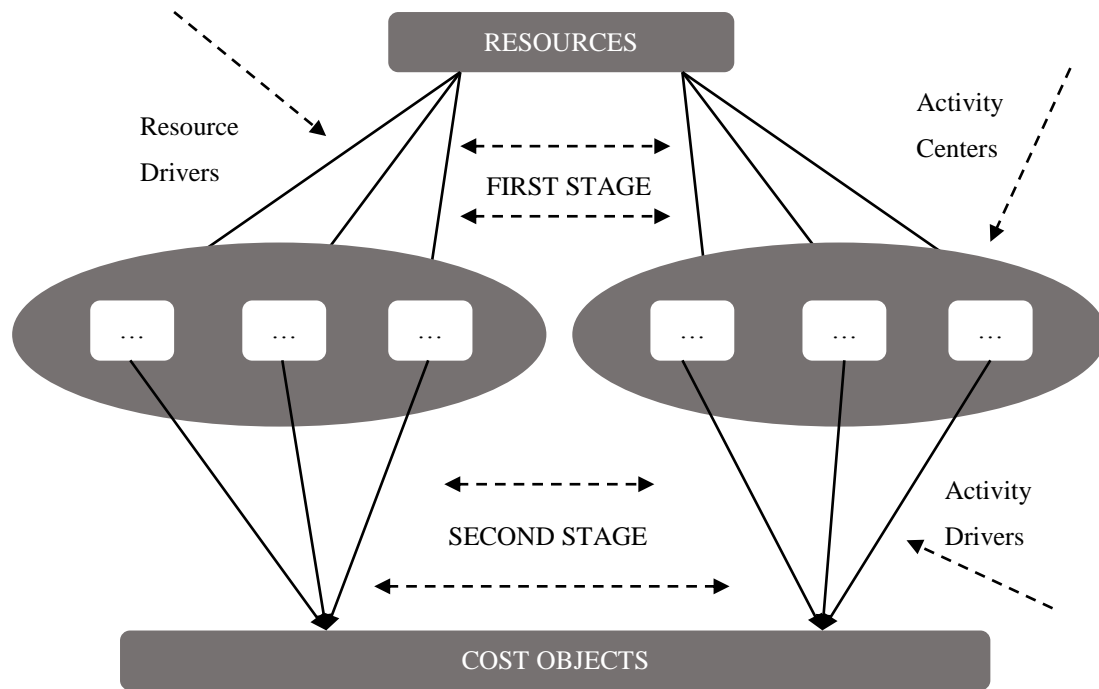 RESOURCES
Resource
Drivers
Activity
Centers
FIRST STAGE
… … … … … …
Activity
Drivers
SECOND STAGE
COST OBJECTS